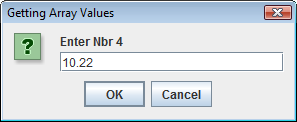 Getting Array Values
?
Enter Nbr 4
10.22
OK Cancel